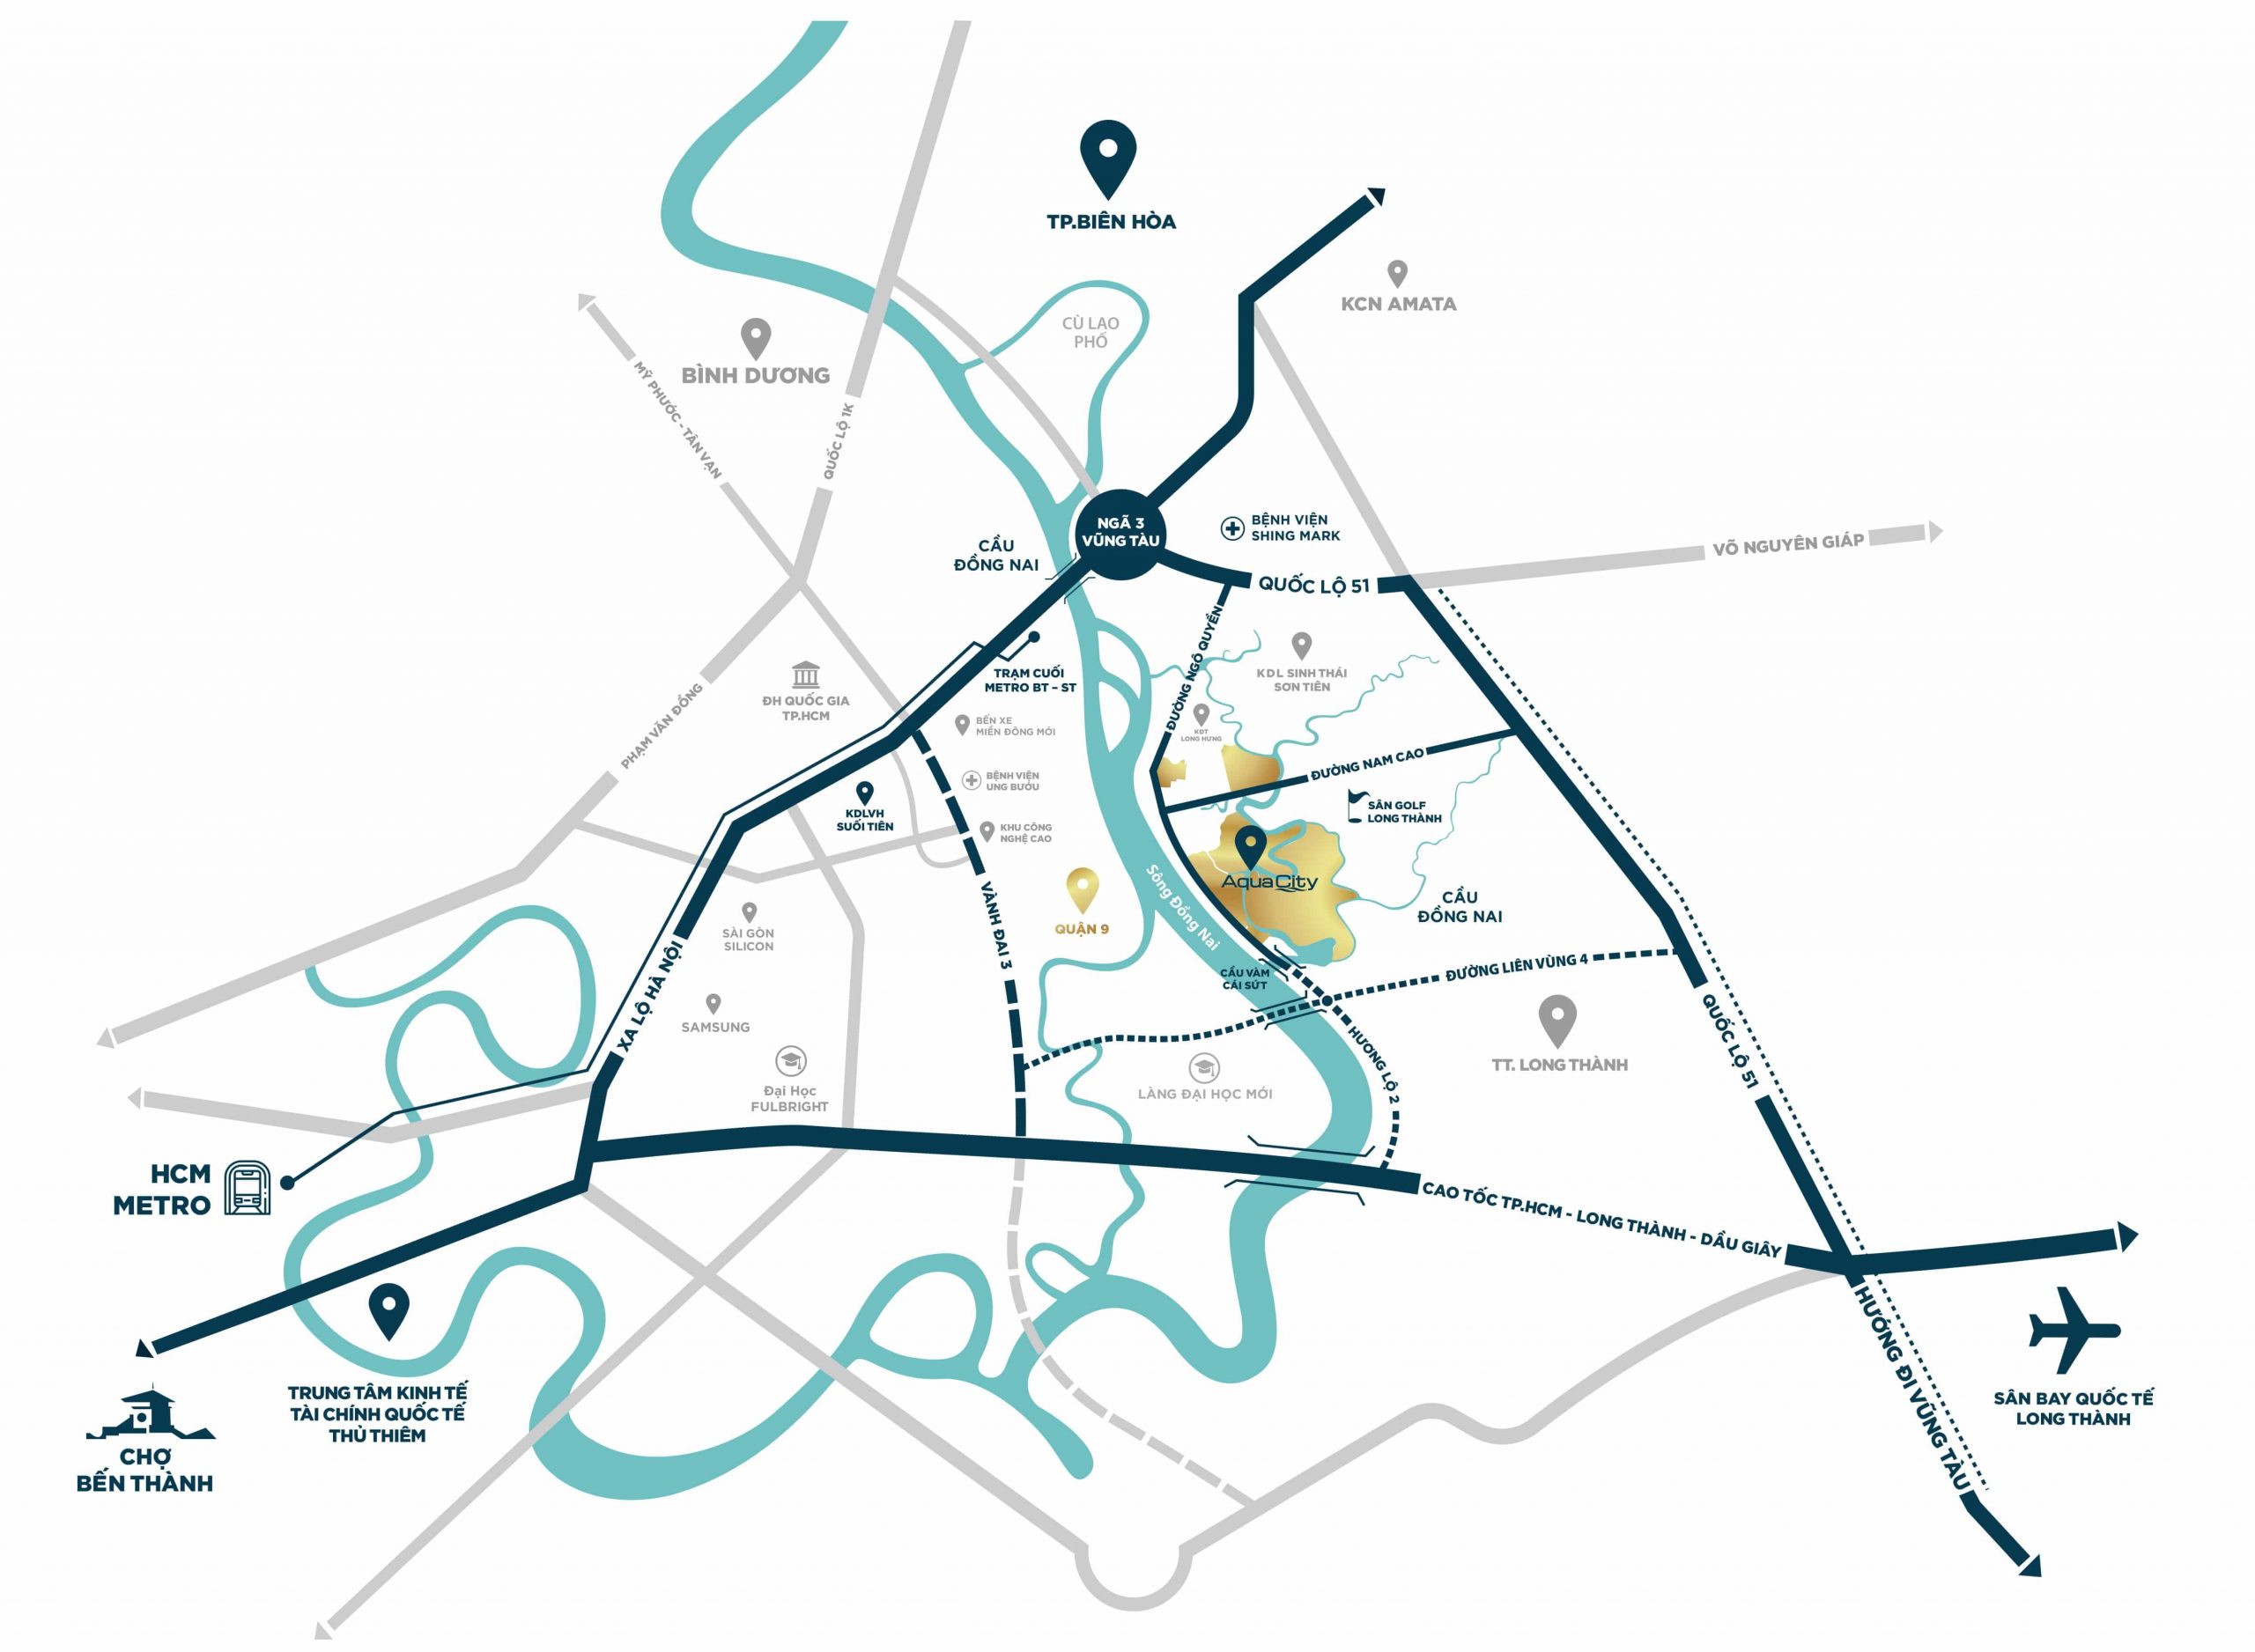 TP.BIÊN HÒA
KCN AMATA
CÙ LAO
PHỐ
BÌNH DƯƠNG
MỸ PHƯỚC - TÂN VẠN
QUỐC LỘ 1K
NGÃ 3
VŨNG TÀU
BỆNH VIỆN
SHING MARK
CẦU
ĐỒNG NAI
VÕ NGUYÊN GIÁP
QUỐC LỘ 51
ĐƯỜNG NGÔ QUYỀN
KDL SINH THÁI
SƠN TIÊN
TRẠM CUỐI
METRO BT - ST
ĐH QUỐC GIA
TP.HCM
PHẠM VĂN ĐỒNG
BẾN XE
MIỀN ĐÔNG MỚI
KĐT
LONG HƯNG
ĐƯỜNG NAM CAO
BỆNH VIỆN
UNG BƯỚU
KDLVH
SUỐI TIÊN
SÂN GOLF
LONG THÀNH
KHU CÔNG
NGHỆ CAO
AquaCity
Sông Đồng Nai
CẦU
ĐỒNG NAI
QUẬN 9
VÀNH ĐAI 3
SÀI GÒN
SILICON
XA LỘ HÀ NỘI
CẦU VÀM
CÁI SỨT
ĐƯỜNG LIÊN VÙNG 4
SAMSUNG
HƯƠNG LỘ 2
QUỐC LỘ 51
TT. LONG THÀNH
Đại Học
FULBRIGHT
LÀNG ĐẠI HỌC MỚI
HCM
METRO
CAO TỐC TP.HCM - LONG THÀNH - DẦU GIÂY
HƯỚNG ĐI VŨNG TÀU
TRUNG TÂM KINH TẾ
TÀI CHÍNH QUỐC TẾ
THỦ THIÊM
SÂN BAY QUỐC TẾ
LONG THÀNH
CHỢ
BẾN THÀNH